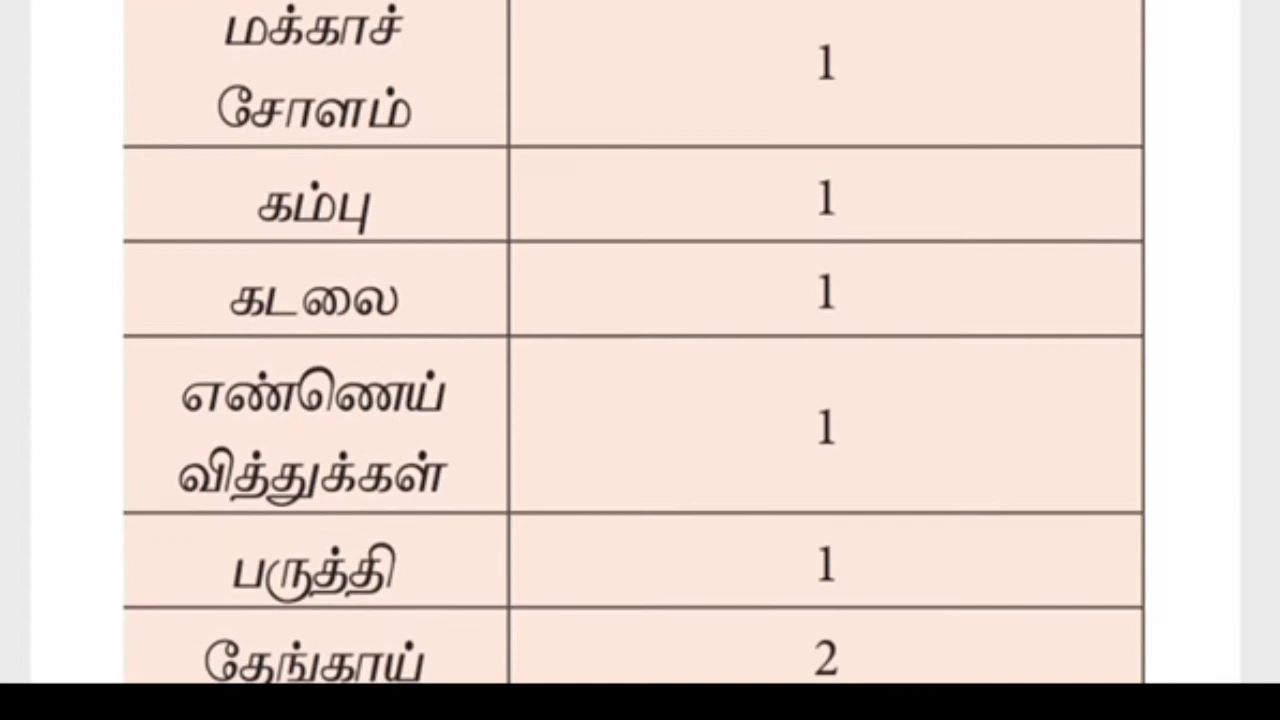 மக்காச்
சோளம்
1
கம்பு
1
கடலை
1
எண்ணெய்
வித்துக்கள்
1
பருத்தி
1
தேங்காய்
2